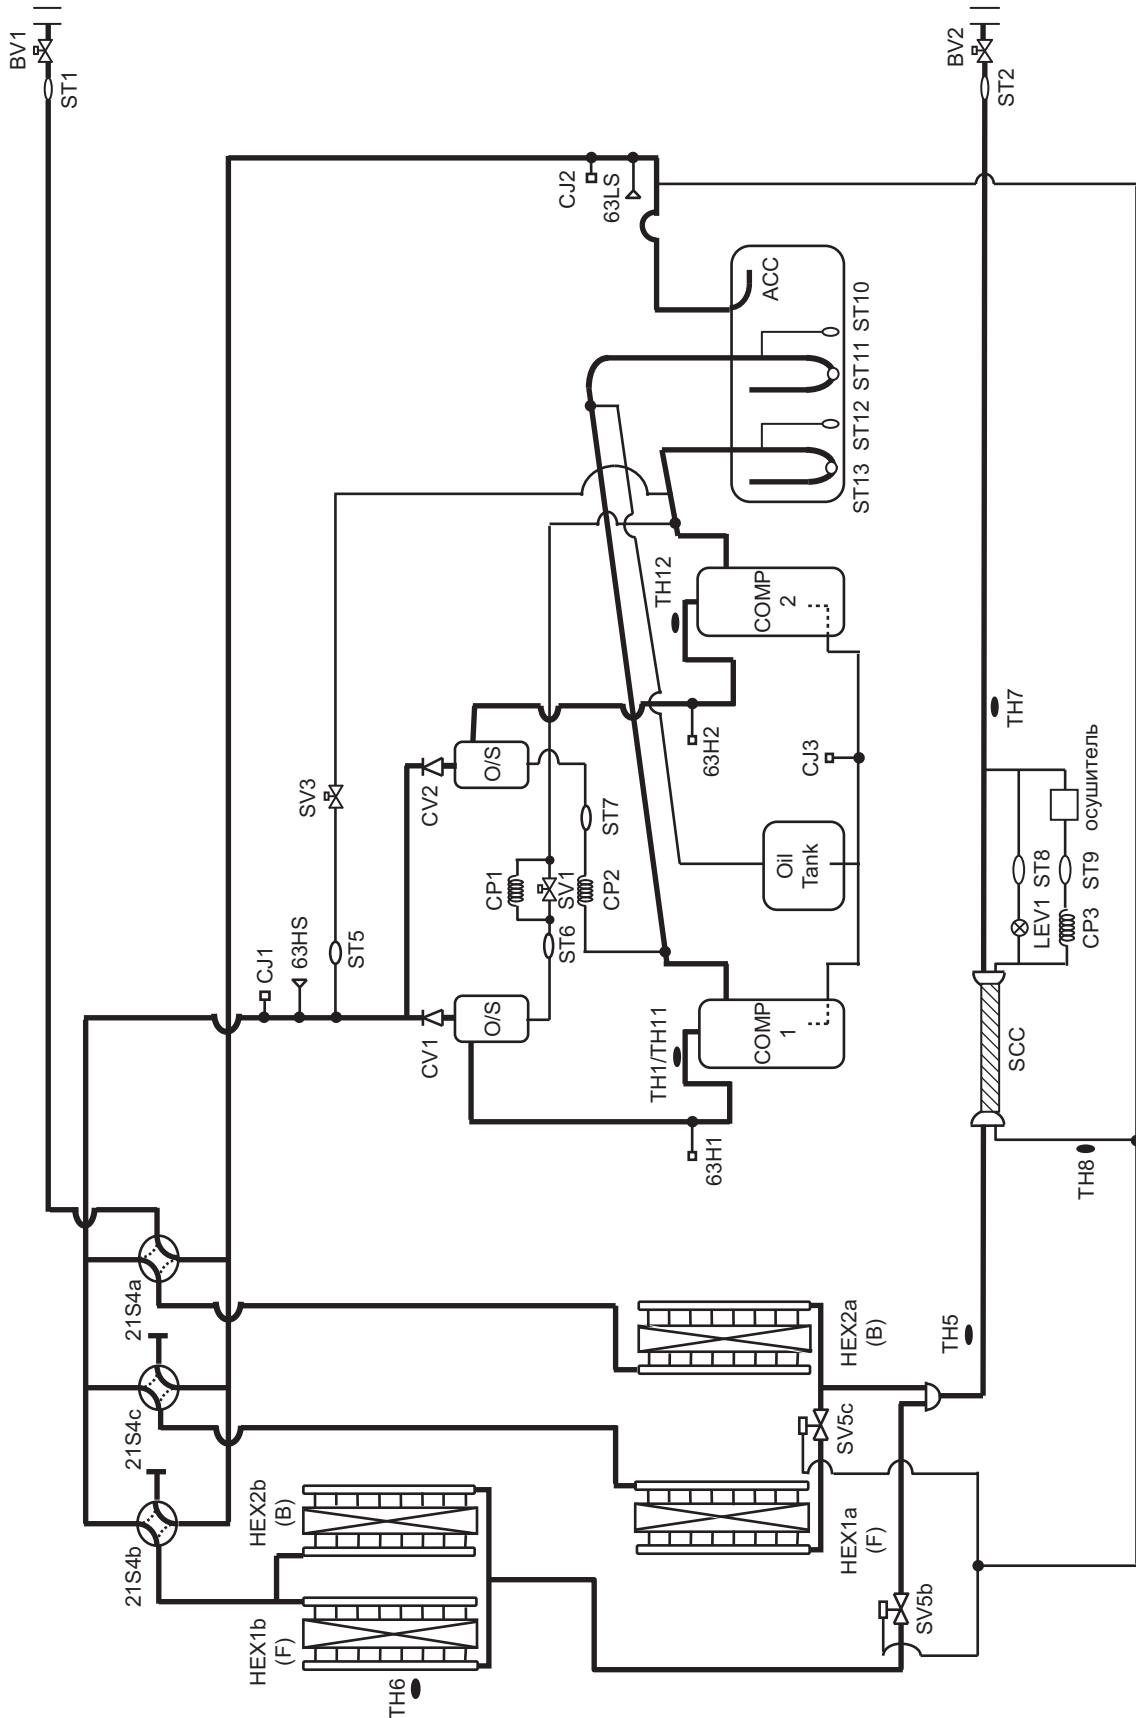 BV1
ST1
BV2
ST2
CJ2
63LS
ACC
ST13 ST12 ST11 ST10
TH12
COMP
2
SV3
CV2
O/S
63H2
CJ3
TH7
CP1
SV1
CP2
ST7
Oil
Tank
осушитель
LEV1 ST8
CP3 ST9
CJ1
63HS
ST5
ST6
CV1
O/S
TH1/TH11
COMP
1
SCC
63H1
TH8
21S4a
21S4c
21S4b
HEX2a
(B)
TH5
SV5c
HEX2b
(B)
HEX1a
(F)
HEX1b
(F)
SV5b
TH6